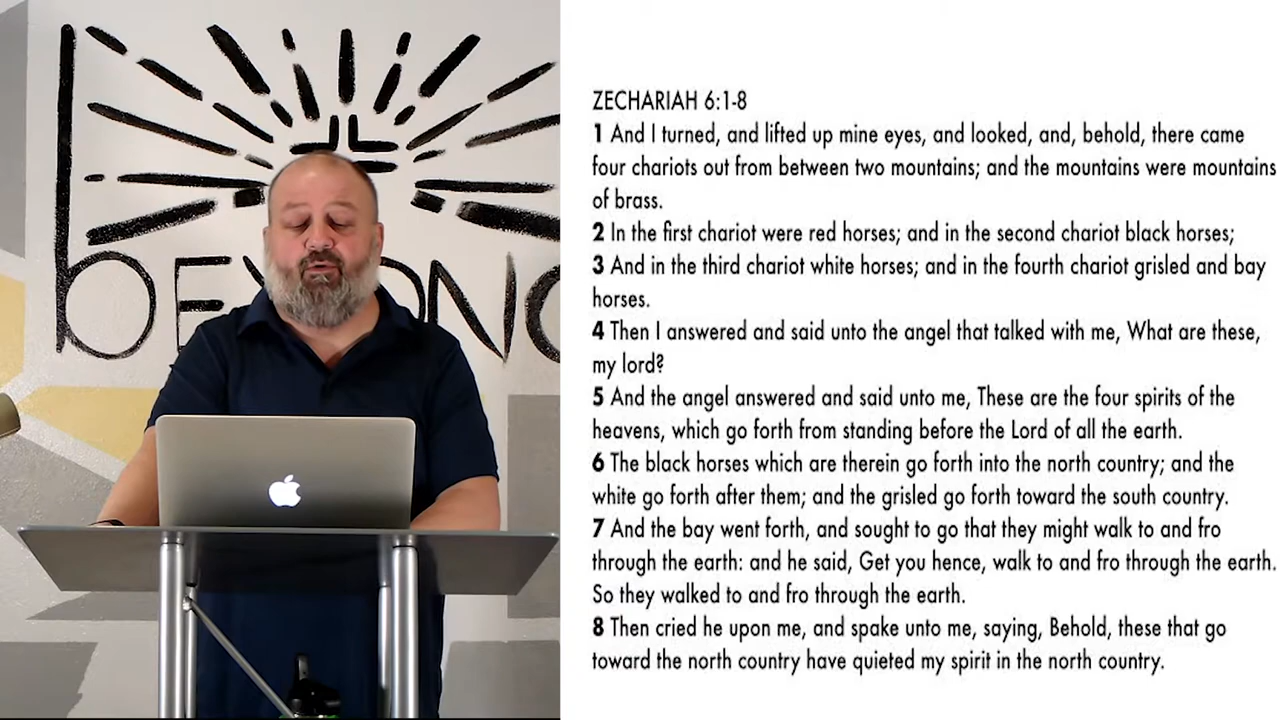 bEYOND
ZECHARIAH 6:1-8
1 And I turned, and lifted up mine eyes, and looked, and, behold, there came
four chariots out from between two mountains; and the mountains were mountains
of brass.
2 In the first chariot were red horses; and in the second chariot black horses;
3 And in the third chariot white horses; and in the fourth chariot grisled and bay
horses.
4 Then I answered and said unto the angel that talked with me, What are these,
my lord?
5 And the angel answered and said unto me, These are the four spirits of the
heavens, which go forth from standing before the Lord of all the earth.
6 The black horses which are therein go forth into the north country; and the
white go forth after them; and the grisled go forth toward the south country.
7 And the bay went forth, and sought to go that they might walk to and fro
through the earth: and he said, Get you hence, walk to and fro through the earth.
So they walked to and fro through the earth.
8 Then cried he upon me, and spake unto me, saying, Behold, these that go
toward the north country have quieted my spirit in the north country.